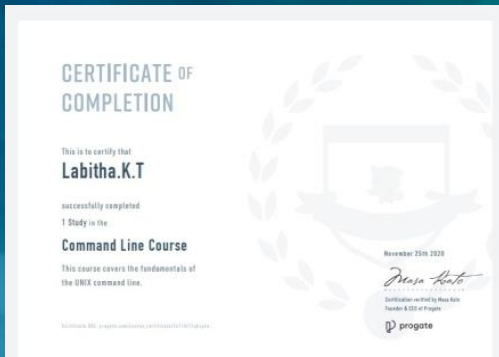 CERTIFICATE OF
COMPLETION
This is to certify that
Labitha.K.T
successfully completed
1 Study in the
Command Line Course
This course covers the fundamentals of
the UNIX command line.
November 25th 2020
Masa Kato
Certification verified by Masa Kato
Founder & CEO of Progate
progate